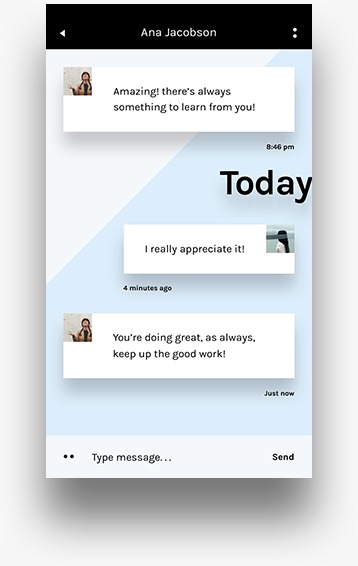 Ana Jacobson
Amazing! there's always
something to learn from you!
8:46 pm
Today
I really appreciate it!
4 minutes ago
You're doing great, as always,
keep up the good work!
Just now
Type message...
Send